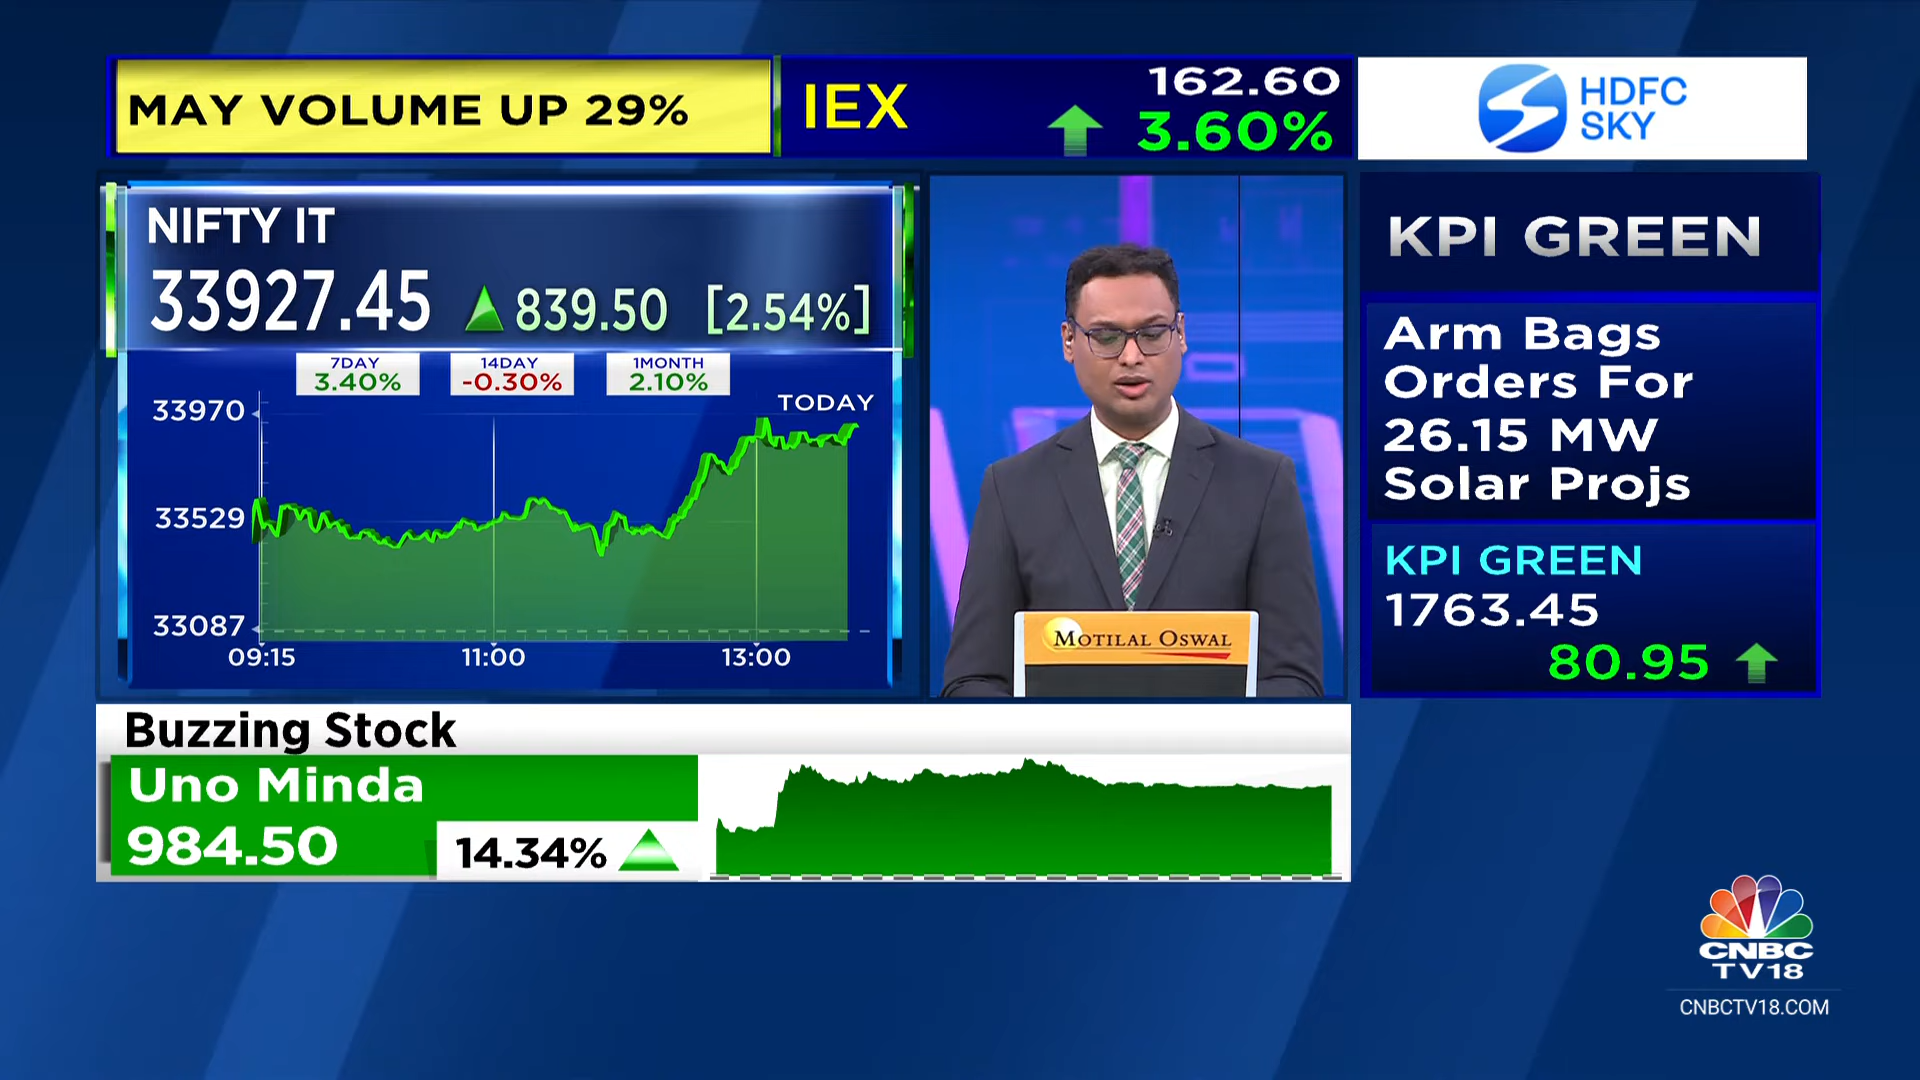 MAY VOLUME UP 29%
IEX
162.60
3.60%
HDFC
SKY
NIFTY IT
33927.45 839.50 [2.54%]
7DAY
3.40%
14DAY
-0.30%
1MONTH
2.10%
TODAY
33970
33529
33087
09:15 11:00 13:00
MOTILAL OSWAL
KPI GREEN
Arm Bags
Orders For
26.15 MW
Solar Projs
KPI GREEN
1763.45
80.95
Buzzing Stock
Uno Minda
984.50
14.34%
CNBC
TV18
CNBCTV18.COM